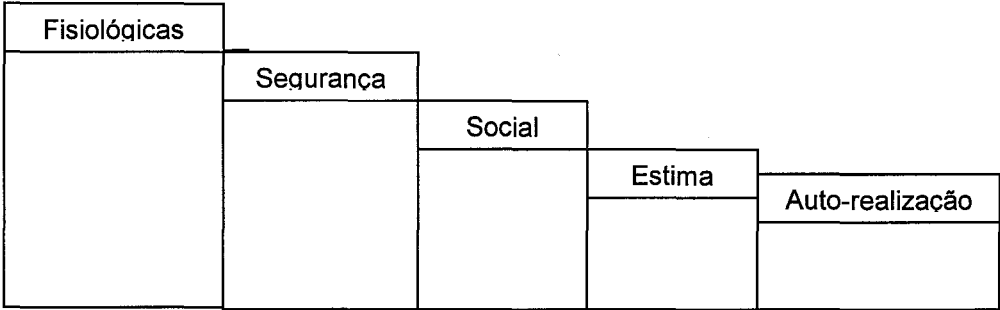 Fisiológicas
Segurança
Social
Estima
Auto-realização